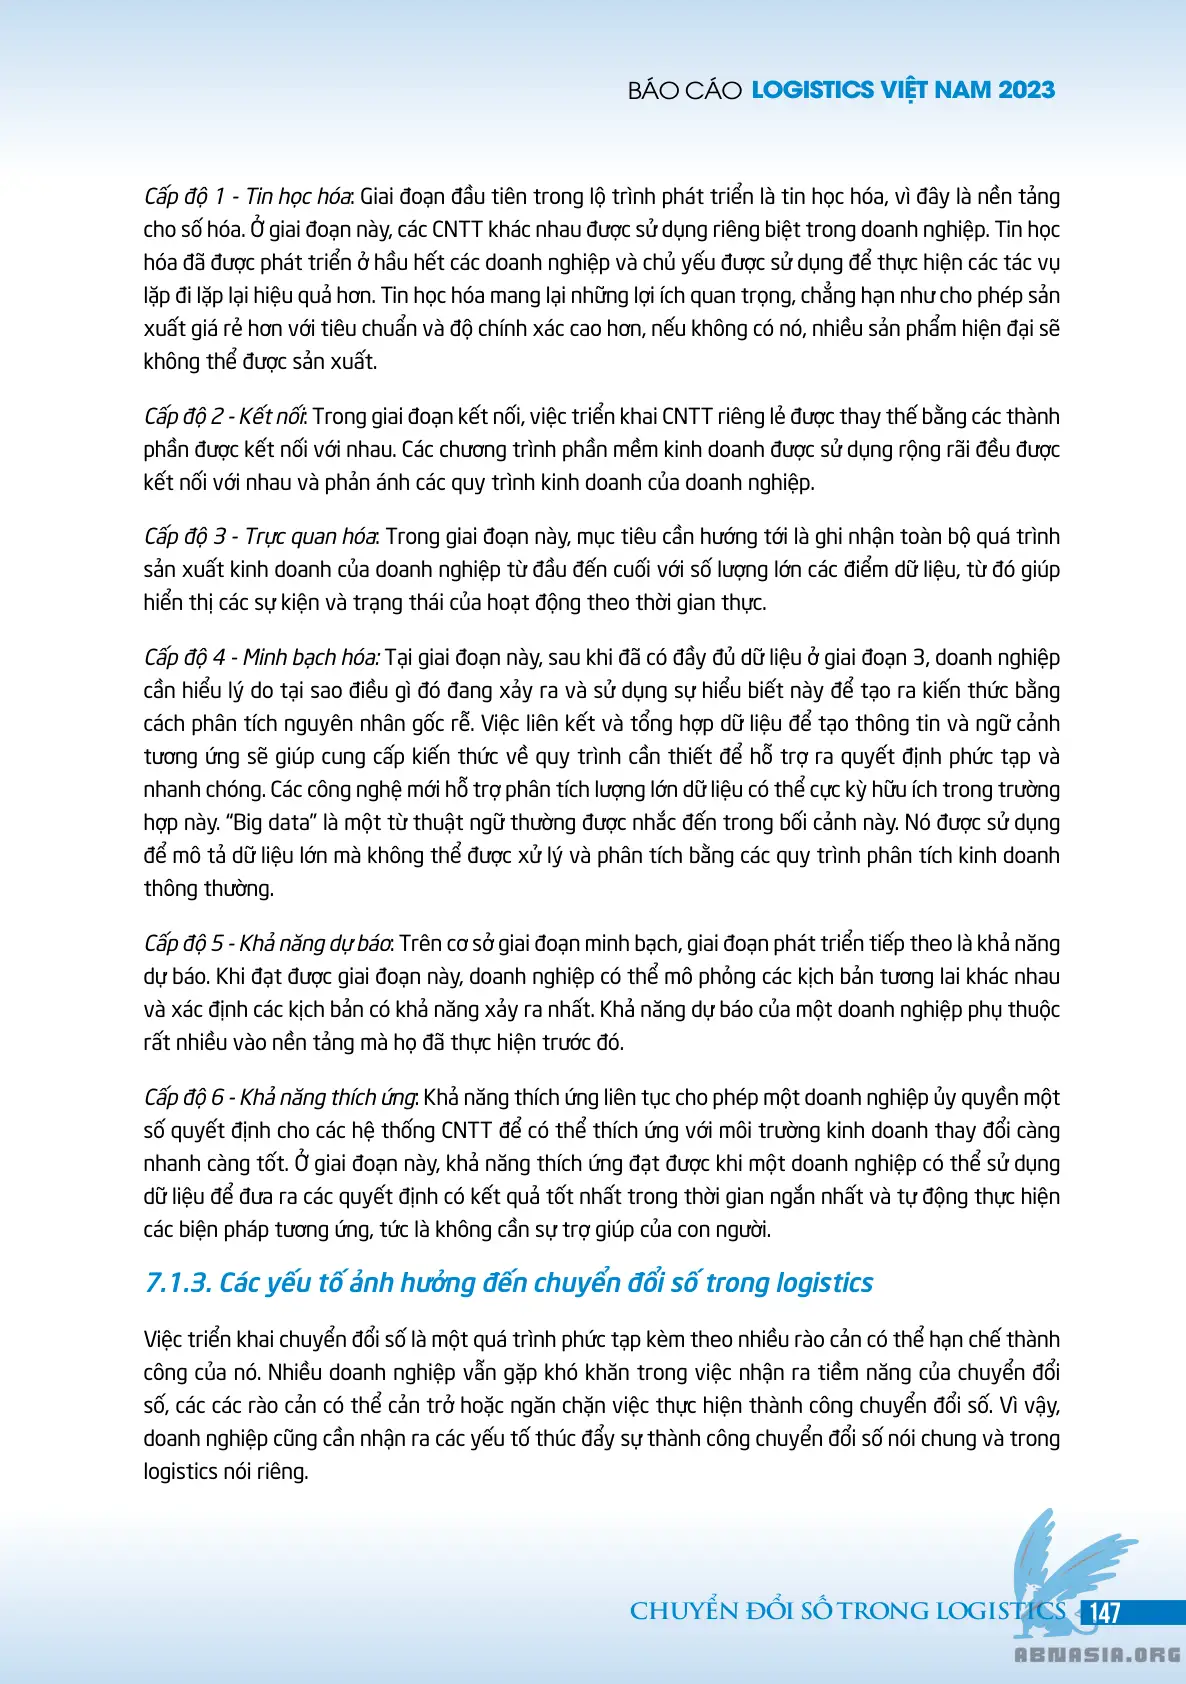 BÁO CÁO LOGISTICS VIỆT NAM 2023
Cấp độ 1 - Tin học hóa: Giai đoạn đầu tiên trong lộ trình phát triển là tin học hóa, vì đây là nền tảng
cho số hóa. Ở giai đoạn này, các CNTT khác nhau được sử dụng riêng biệt trong doanh nghiệp. Tin học
hóa đã được phát triển ở hầu hết các doanh nghiệp và chủ yếu được sử dụng để thực hiện các tác vụ
lặp đi lặp lại hiệu quả hơn. Tin học hóa mang lại những lợi ích quan trọng, chẳng hạn như cho phép sản
xuất giá rẻ hơn với tiêu chuẩn và độ chính xác cao hơn, nếu không có nó, nhiều sản phẩm hiện đại sẽ
không thể được sản xuất.
Cấp độ 2 - Kết nối: Trong giai đoạn kết nối, việc triển khai CNTT riêng lẻ được thay thế bằng các thành
phần được kết nối với nhau. Các chương trình phần mềm kinh doanh được sử dụng rộng rãi đều được
kết nối với nhau và phản ánh các quy trình kinh doanh của doanh nghiệp.
Cấp độ 3 - Trực quan hóa: Trong giai đoạn này, mục tiêu cần hướng tới là ghi nhận toàn bộ quá trình
sản xuất kinh doanh của doanh nghiệp từ đầu đến cuối với số lượng lớn các điểm dữ liệu, từ đó giúp
hiển thị các sự kiện và trạng thái của hoạt động theo thời gian thực.
Cấp độ 4 - Minh bạch hóa: Tại giai đoạn này, sau khi đã có đầy đủ dữ liệu ở giai đoạn 3, doanh nghiệp
cần hiểu lý do tại sao điều gì đó đang xảy ra và sử dụng sự hiểu biết này để tạo ra kiến thức bằng
cách phân tích nguyên nhân gốc rễ. Việc liên kết và tổng hợp dữ liệu để tạo thông tin và ngữ cảnh
tương ứng sẽ giúp cung cấp kiến thức về quy trình cần thiết để hỗ trợ ra quyết định phức tạp và
nhanh chóng. Các công nghệ mới hỗ trợ phân tích lượng lớn dữ liệu có thể cực kỳ hữu ích trong trường
hợp này. “Big data” là một từ thuật ngữ thường được nhắc đến trong bối cảnh này. Nó được sử dụng
để mô tả dữ liệu lớn mà không thể được xử lý và phân tích bằng các quy trình phân tích kinh doanh
thông thường.
Cấp độ 5 - Khả năng dự báo: Trên cơ sở giai đoạn minh bạch, giai đoạn phát triển tiếp theo là khả năng
dự báo. Khi đạt được giai đoạn này, doanh nghiệp có thể mô phỏng các kịch bản tương lai khác nhau
và xác định các kịch bản có khả năng xảy ra nhất. Khả năng dự báo của một doanh nghiệp phụ thuộc
rất nhiều vào nền tảng mà họ đã thực hiện trước đó.
Cấp độ 6 - Khả năng thích ứng: Khả năng thích ứng liên tục cho phép một doanh nghiệp ủy quyền một
số quyết định cho các hệ thống CNTT để có thể thích ứng với môi trường kinh doanh thay đổi càng
nhanh càng tốt. Ở giai đoạn này, khả năng thích ứng đạt được khi một doanh nghiệp có thể sử dụng
dữ liệu để đưa ra các quyết định có kết quả tốt nhất trong thời gian ngắn nhất và tự động thực hiện
các biện pháp tương ứng, tức là không cần sự trợ giúp của con người.
7.1.3. Các yếu tố ảnh hưởng đến chuyển đổi số trong logistics
Việc triển khai chuyển đổi số là một quá trình phức tạp kèm theo nhiều rào cản có thể hạn chế thành
công của nó. Nhiều doanh nghiệp vẫn gặp khó khăn trong việc nhận ra tiềm năng của chuyển đổi
số, các các rào cản có thể cản trở hoặc ngăn chặn việc thực hiện thành công chuyển đổi số. Vì vậy,
doanh nghiệp cũng cần nhận ra các yếu tố thúc đẩy sự thành công chuyển đổi số nói chung và trong
logistics nói riêng.
CHUYỂN ĐỔI SỐ TRONG LOGISTICS 147
ABNASIA.ORG